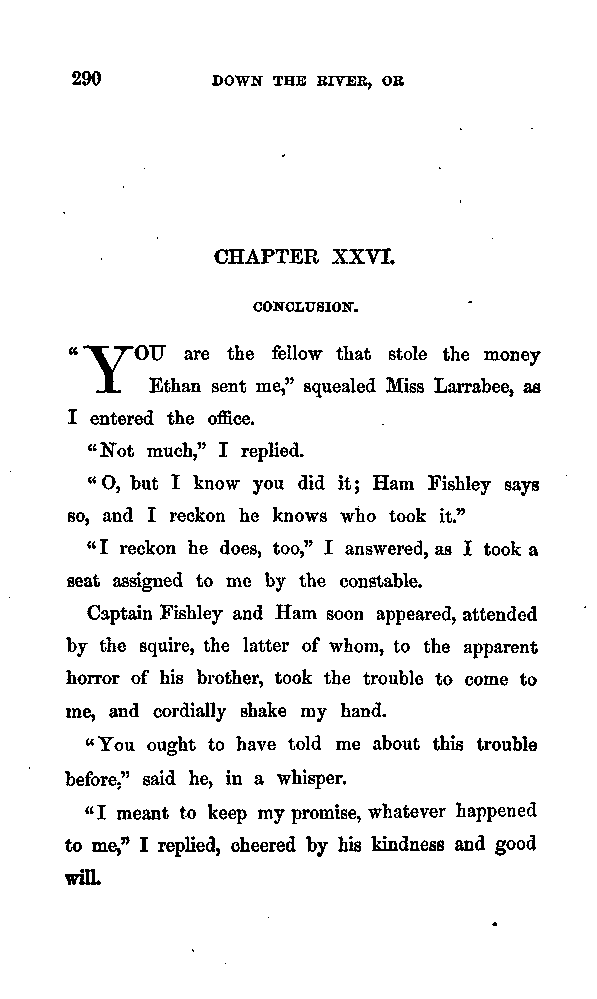 290 DOWN THE RIVER, OR
CHAPTER XXVI.
CONCLUSION.
“YOU are the fellow that stole the money
Ethan sent me,” squealed Miss Larrabee, as
I entered the office.
“Not much,” I replied.
“O, but I know you did it; Ham Fishley says
so, and I reckon he knows who took it.”
“I reckon he does, too,” I answered, as I took a
seat assigned to me by the constable.
Captain Fishley and Ham soon appeared, attended
by the squire, the latter of whom, to the apparent
horror of his brother, took the trouble to come to
me, and cordially shake my hand.
“You ought to have told me about this trouble
before,” said he, in a whisper.
“I meant to keep my promise, whatever happened
to me,” I replied, cheered by his kindness and good
will.